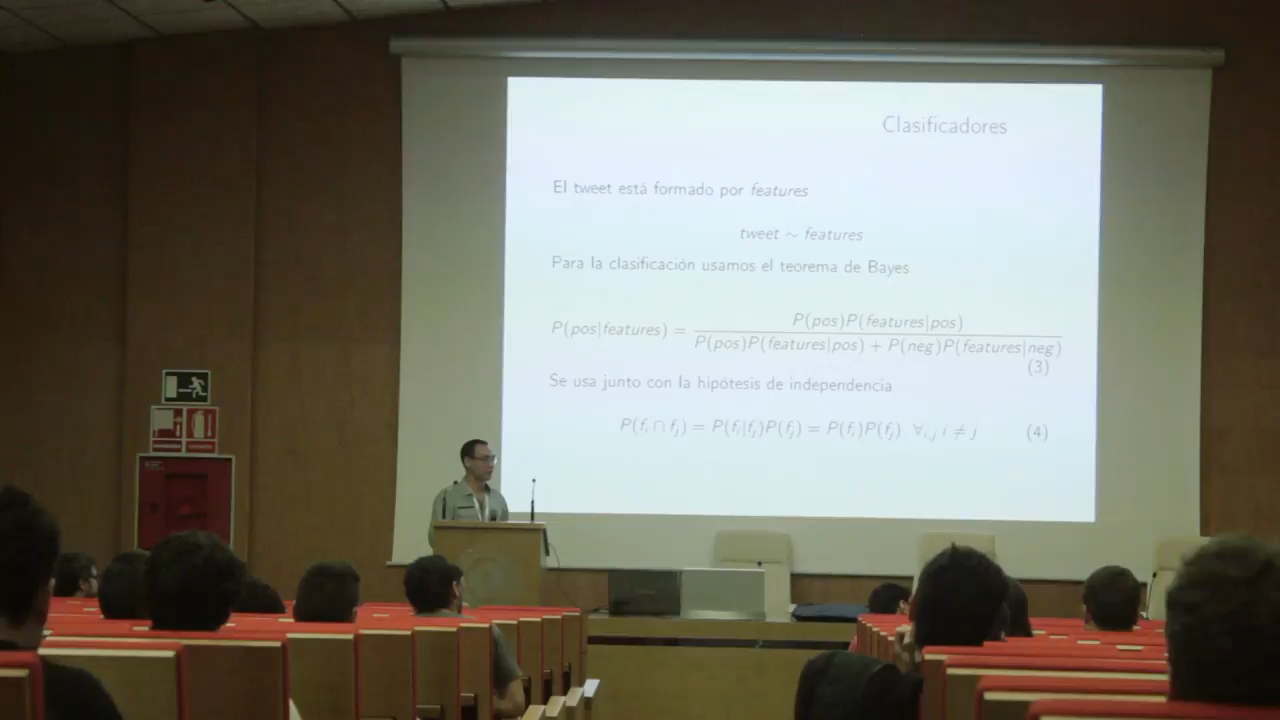 Clasificadores
El tweet está formado por features
tweet ∼ features
Para la clasificación usamos el teorema de Bayes
P(pos|features) = P(pos)P(features|pos) / P(pos)P(features|pos) + P(neg)P(features|neg)
(3)
Se usa junto con la hipótesis de independencia
P(fᵢ ∩ fⱼ) = P(fᵢ|fⱼ)P(fⱼ) = P(fᵢ)P(fⱼ) ∀ᵢ,ⱼ i ≠ j (4)